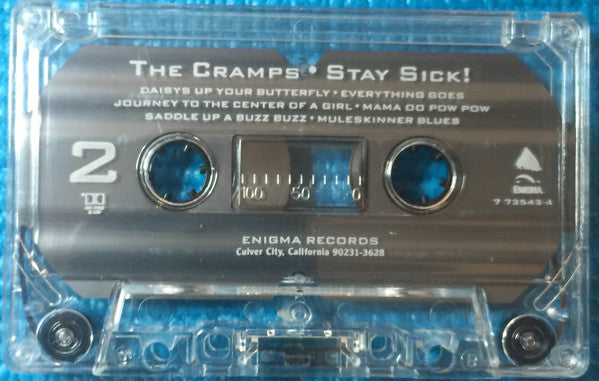 THE CRAMPS • STAY SICK!
DAISYS UP YOUR BUTTERFLY • EVERYTHING GOES
JOURNEY TO THE CENTER OF A GIRL • MAMA OO POW POW
SADDLE UP A BUZZ BUZZ • MULESKINNER BLUES
2
100 50 0
ENIGMA
7 73543-4
ENIGMA RECORDS
Culver City, California 90231-3628